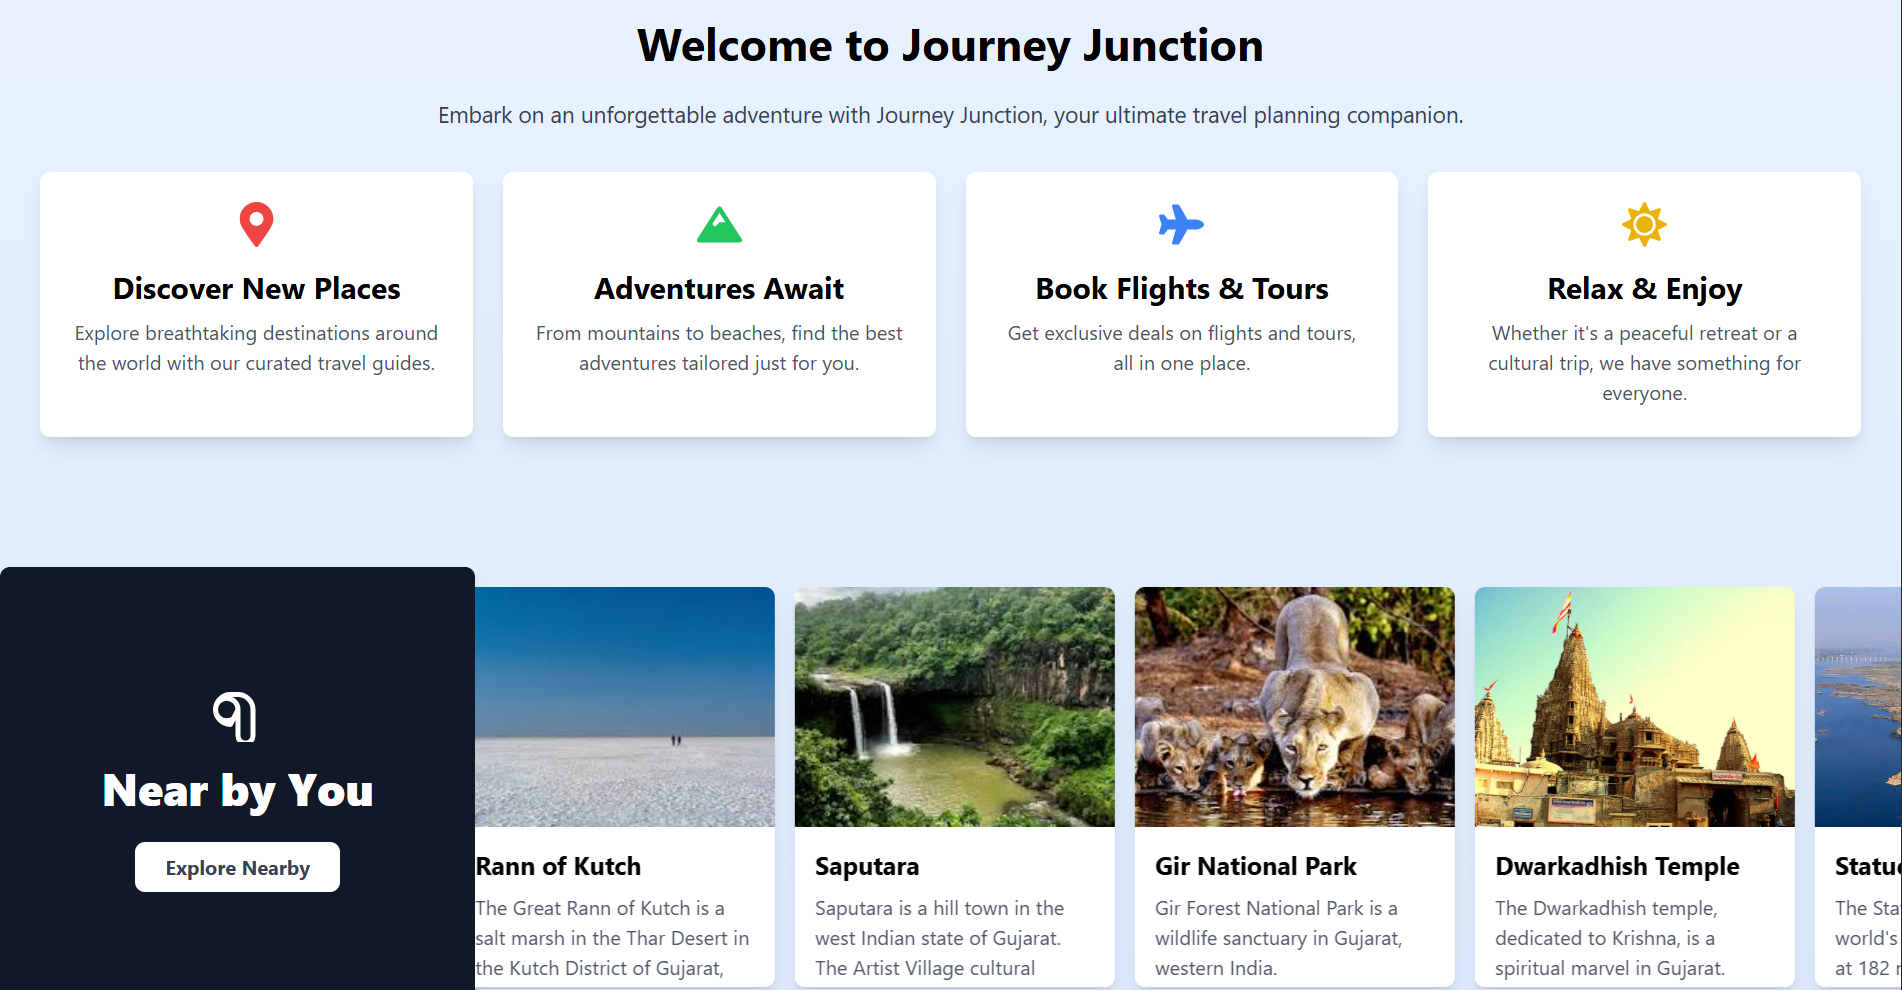 Welcome to Journey Junction
Embark on an unforgettable adventure with Journey Junction, your ultimate travel planning companion.
Discover New Places
Explore breathtaking destinations around
the world with our curated travel guides.
Adventures Await
From mountains to beaches, find the best
adventures tailored just for you.
Book Flights & Tours
Get exclusive deals on flights and tours,
all in one place.
Relax & Enjoy
Whether it's a peaceful retreat or a
cultural trip, we have something for
everyone.
Near by You
Explore Nearby
Rann of Kutch
The Great Rann of Kutch is a
salt marsh in the Thar Desert in
the Kutch District of Gujarat,
Saputara
Saputara is a hill town in the
west Indian state of Gujarat.
The Artist Village cultural
Gir National Park
Gir Forest National Park is a
wildlife sanctuary in Gujarat,
western India.
Dwarkadhish Temple
The Dwarkadhish temple,
dedicated to Krishna, is a
spiritual marvel in Gujarat.
The
world's
at 182